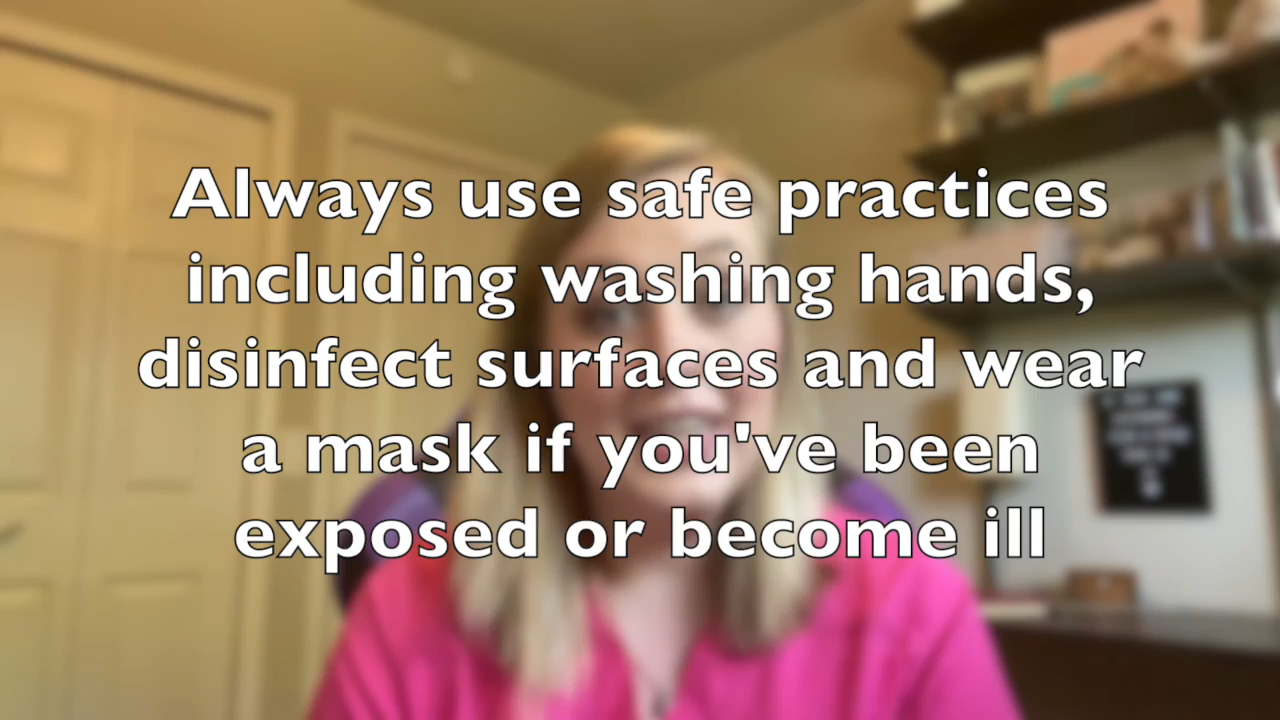 Always use safe practices
including washing hands,
disinfect surfaces and wear
a mask if you've been
exposed or become ill